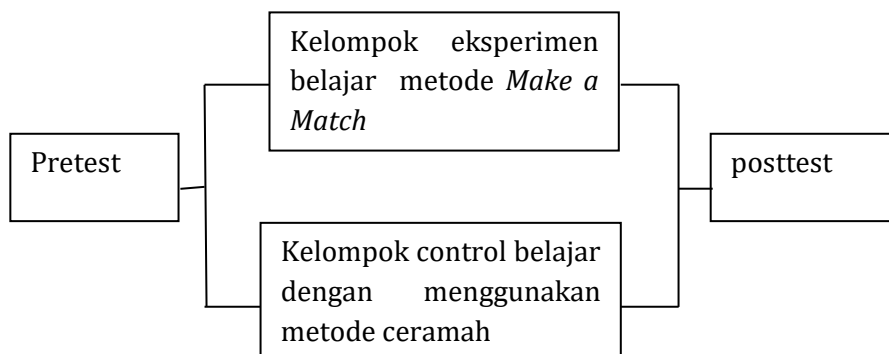 Kelompok eksperimen
belajar metode Make a
Match
Pretest
posttest
Kelompok control belajar
dengan menggunakan
metode ceramah